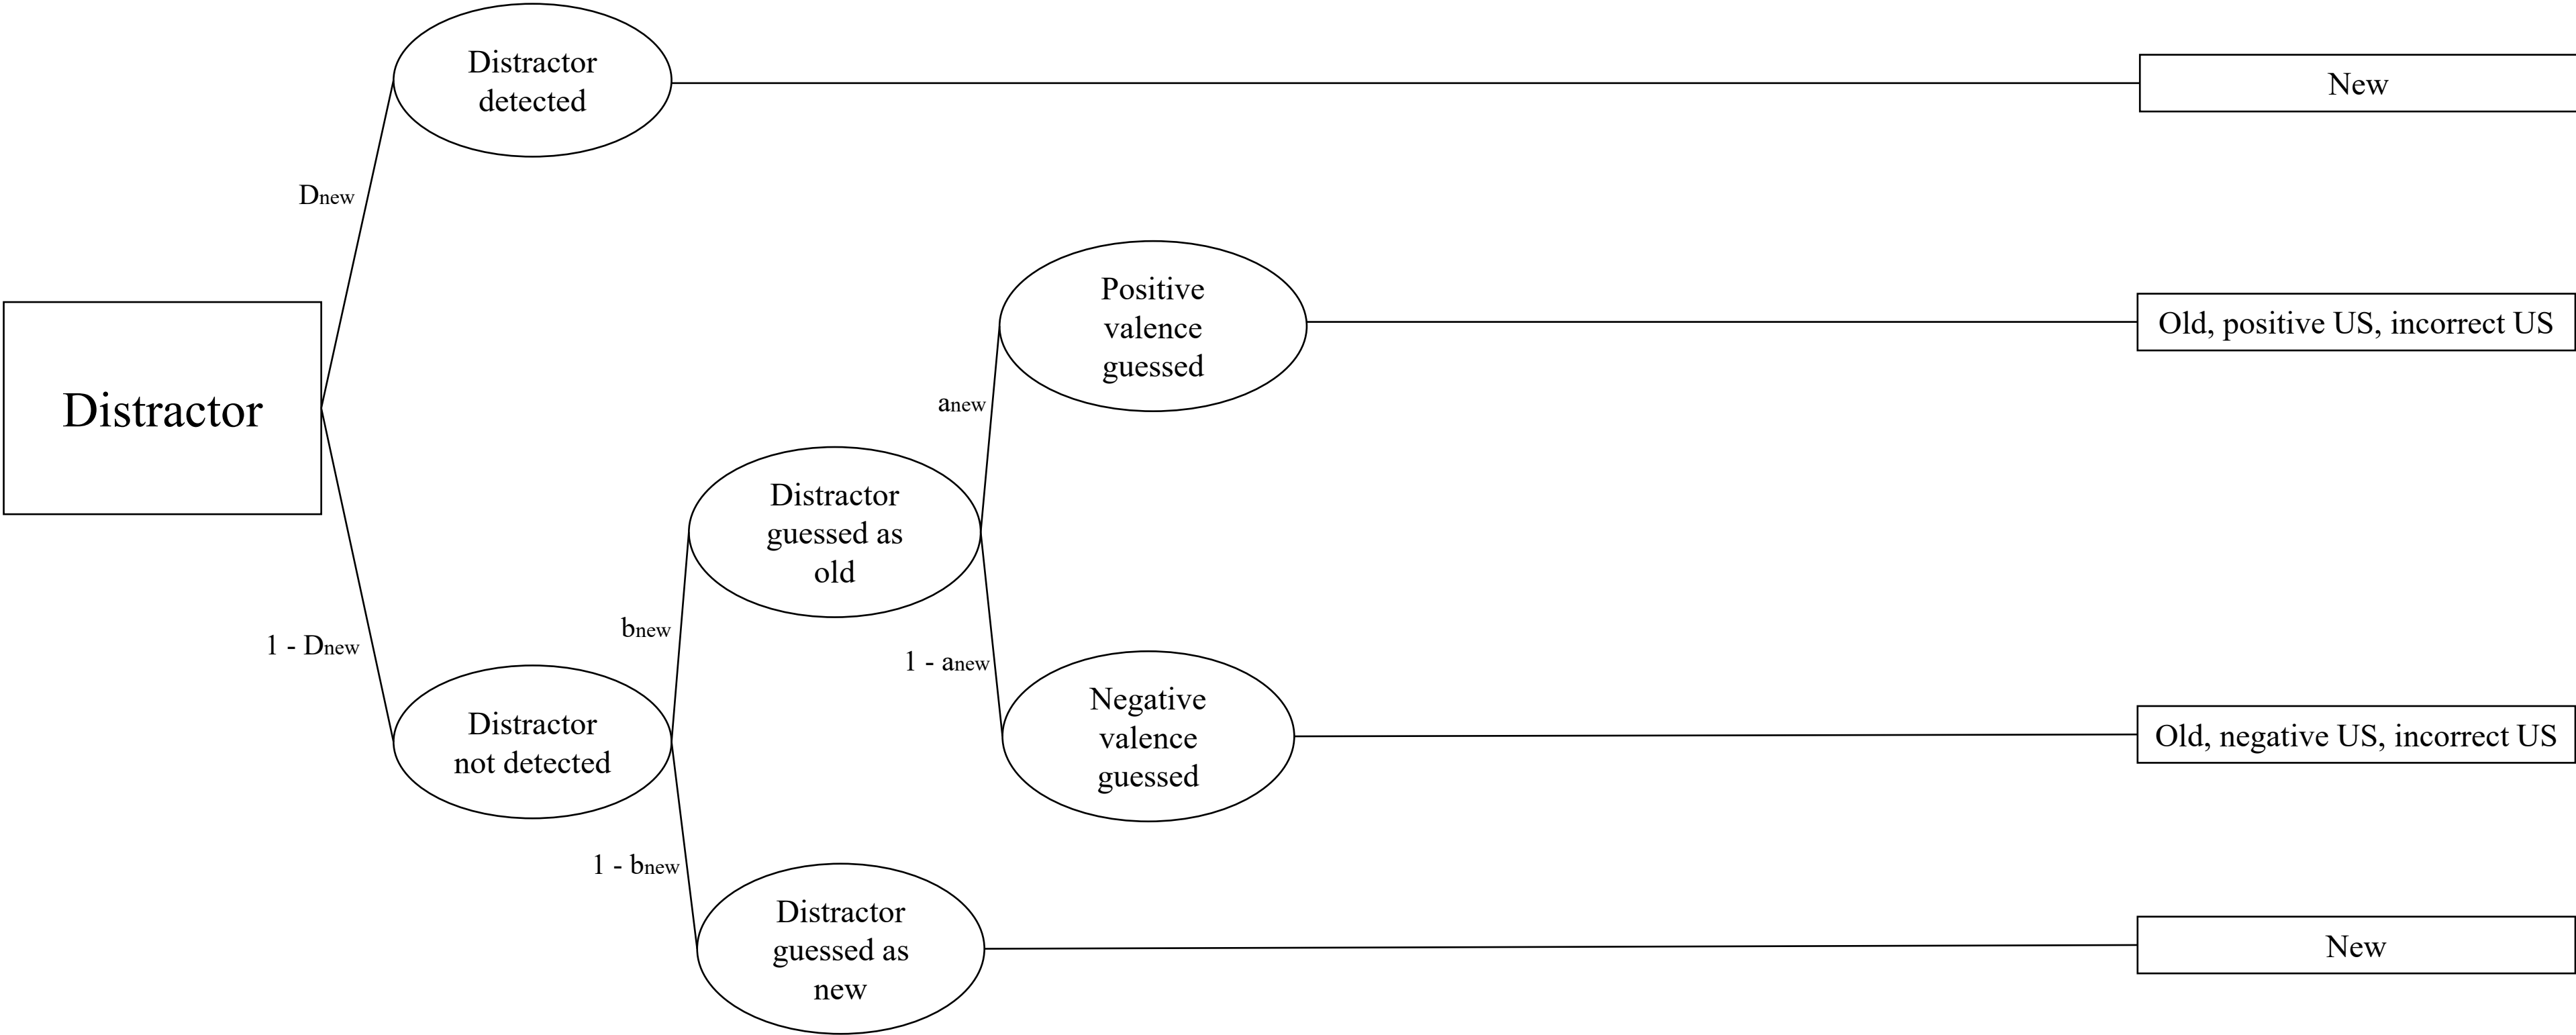 Distractor
detected
New
Dnew
Positive
valence
guessed
Old, positive US, incorrect US
Distractor
anew
Distractor
guessed as
old
bnew
1 - Dnew
1 - anew
Distractor
not detected
Negative
valence
guessed
Old, negative US, incorrect US
1 - bnew
Distractor
guessed as
new
New